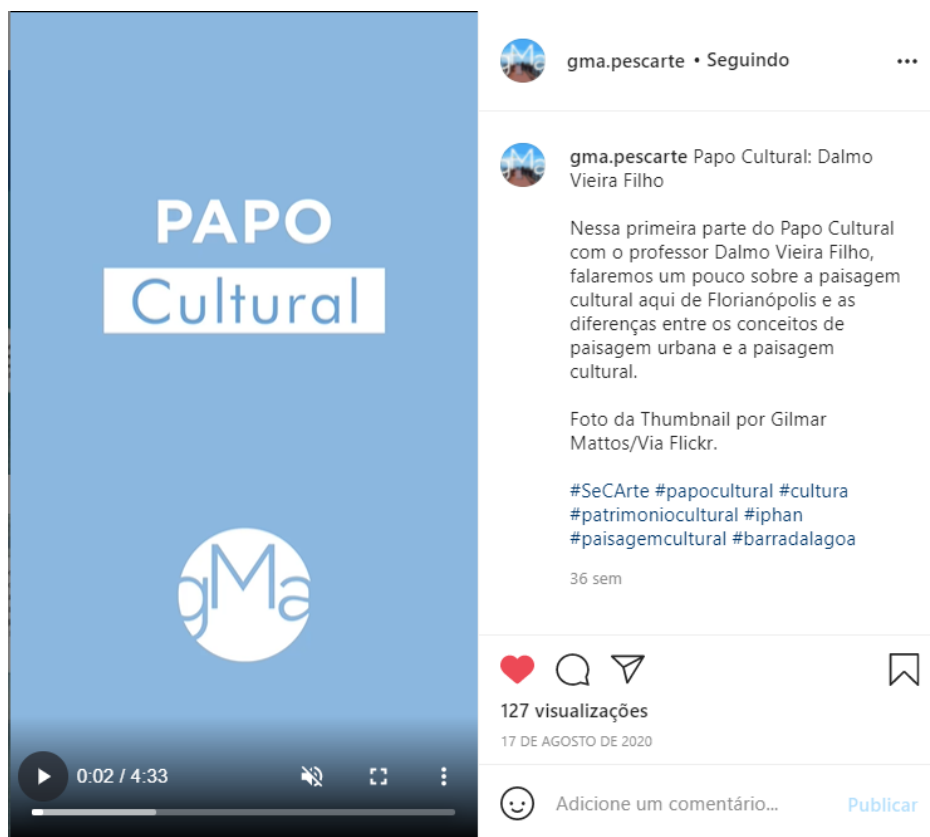 PAPO
Cultural
gMa
0:02 / 4:33
gMa
gma.pescarte • Seguindo
gMa
gma.pescarte Papo Cultural: Dalmo
Vieira Filho
Nessa primeira parte do Papo Cultural
com o professor Dalmo Vieira Filho,
falaremos um pouco sobre a paisagem
cultural aqui de Florianópolis e as
diferenças entre os conceitos de
paisagem urbana e a paisagem
cultural.
Foto da Thumbnail por Gilmar
Mattos/Via Flickr.
#SeCArte #papocultural #cultura
#patrimoniocultural #iphan
#paisagemcultural #barradalagoa
36 sem
127 visualizações
17 DE AGOSTO DE 2020
Adicione um comentário... Publicar